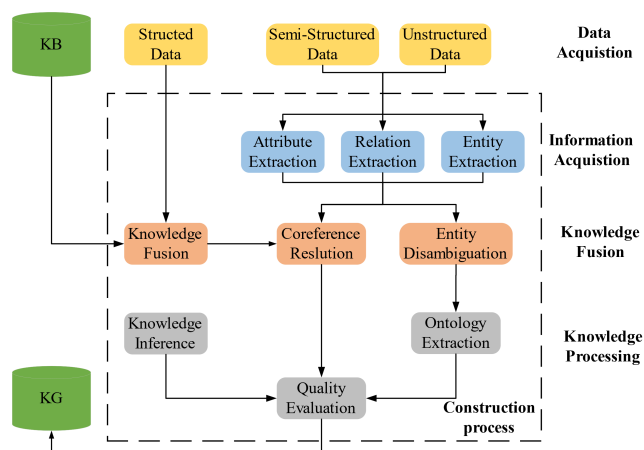 KB
Structed
Data
Semi-Structured
Data
Unstructured
Data
Data
Acquistion
Attribute
Extraction
Relation
Extraction
Entity
Extraction
Information
Acquistion
Knowledge
Fusion
Coreference
Reslution
Entity
Disambiguation
Knowledge
Fusion
Knowledge
Inference
Ontology
Extraction
Knowledge
Processing
KG
Quality
Evaluation
Construction
process